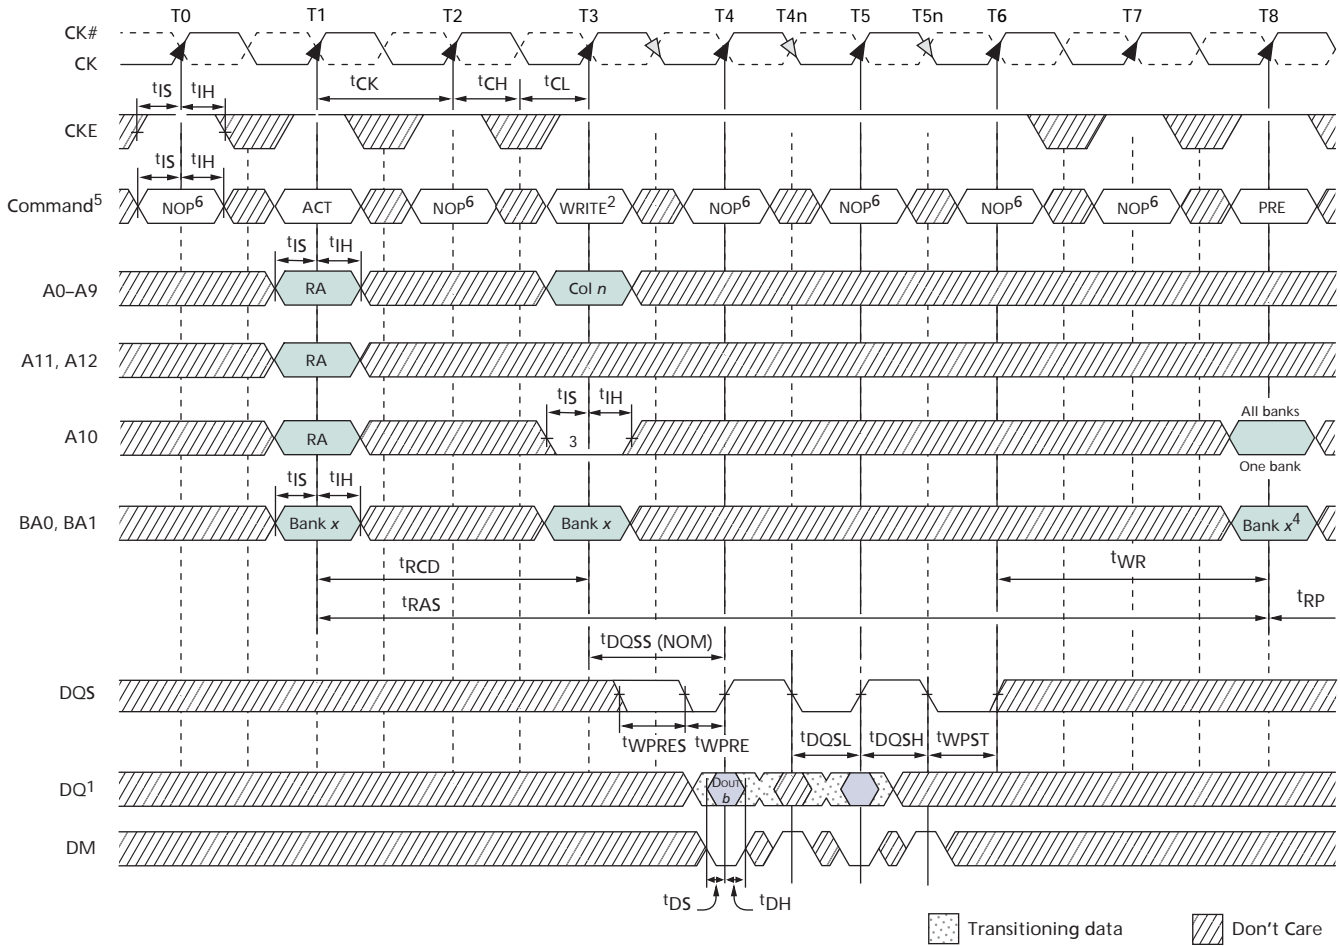 T0 T1 T2 T3 T4 T4n T5 T5n T6 T7 T8
CK#
CK
tCK tCH tCL
tIS tIH
CKE
tIS tIH
Command5 NOP6 ACT NOP6 WRITE2 NOP6 NOP6 NOP6 NOP6 PRE
tIS tIH
A0–A9 RA Col n
A11, A12 RA
tIS tIH
All banks
A10 RA 3
One bank
tIS tIH
BA0, BA1 Bank x Bank x Bank x4
tRCD tWR
tRAS tRP
tDQSS (NOM)
DQS
tWPRES tWPRE tDQSL tDQSH tWPST
DQ1 DOUT
b
DM
tDS tDH
Transitioning data Don't Care